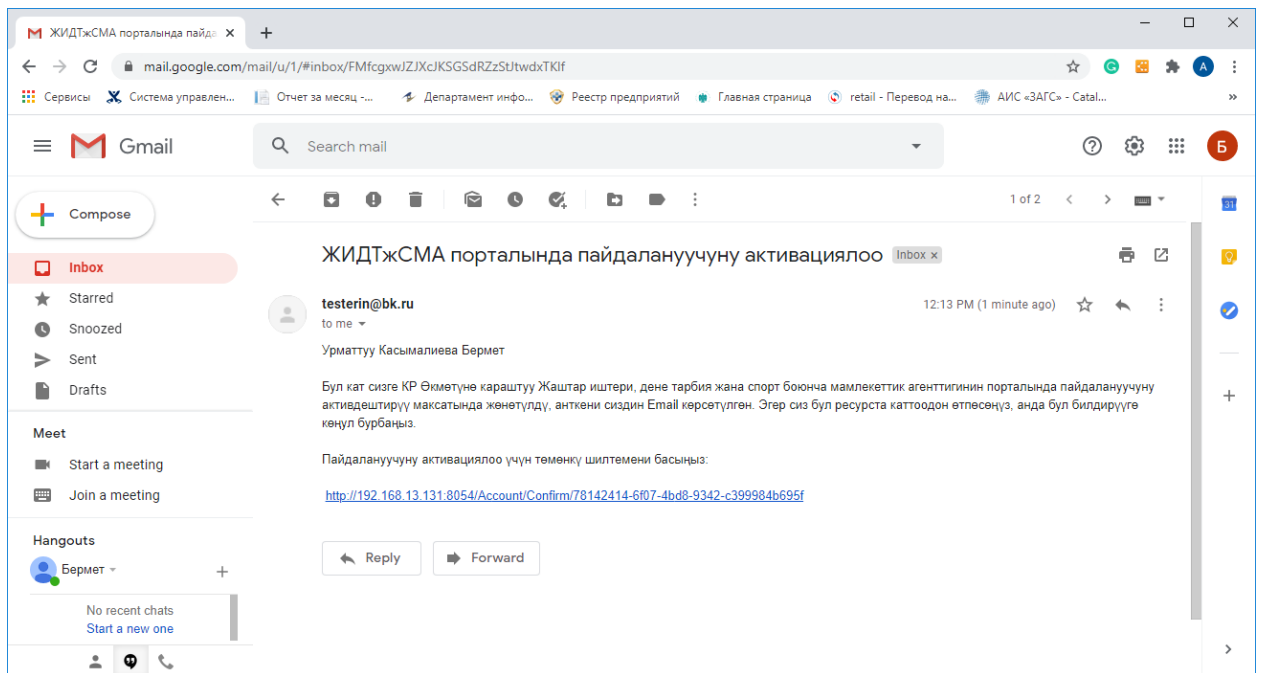 ЖИДТжСМА порталында пайда
mail.google.com/mail/u/1/#inbox/FMfcgxwJZJXcJKSGSdRZzStJtwdxTKlf
A
Сервисы Система управлен... Отчет за месяц -... Департамент инфо... Реестр предприятий Главная страница retail - Перевод на... АИС «ЗАГС» - Catal... »
Gmail
Search mail
Б
Compose
1 of 2
31
ЖИДТжСМА порталында пайдалануучуну активациялоо Inbox x
Inbox
Starred
testerin@bk.ru 12:13 PM (1 minute ago)
to me
Snoozed
Урматтуу Касымалиева Бермет
Sent
Drafts
Бул кат сизге КР Өкмөтүнө караштуу Жаштар иштери, дене тарбия жана спорт боюнча мамлекеттик агенттигинин порталында пайдалануучуну
активдештирүү максатында жөнөтүлдү, анткени сиздин Email көрсөтүлгөн. Эгер сиз бул ресурста каттоодон өтпөсөңүз, анда бул билдирүүгө
көңүл бурбаңыз.
Meet
Start a meeting
Пайдалануучуну активациялоо үчүн төмөнкү шилтемени басыңыз:
Join a meeting
http://192.168.13.131:8054/Account/Confirm/78142414-6f07-4bd8-9342-c399984b695f
Hangouts
Бермет
Reply Forward
No recent chats
Start a new one